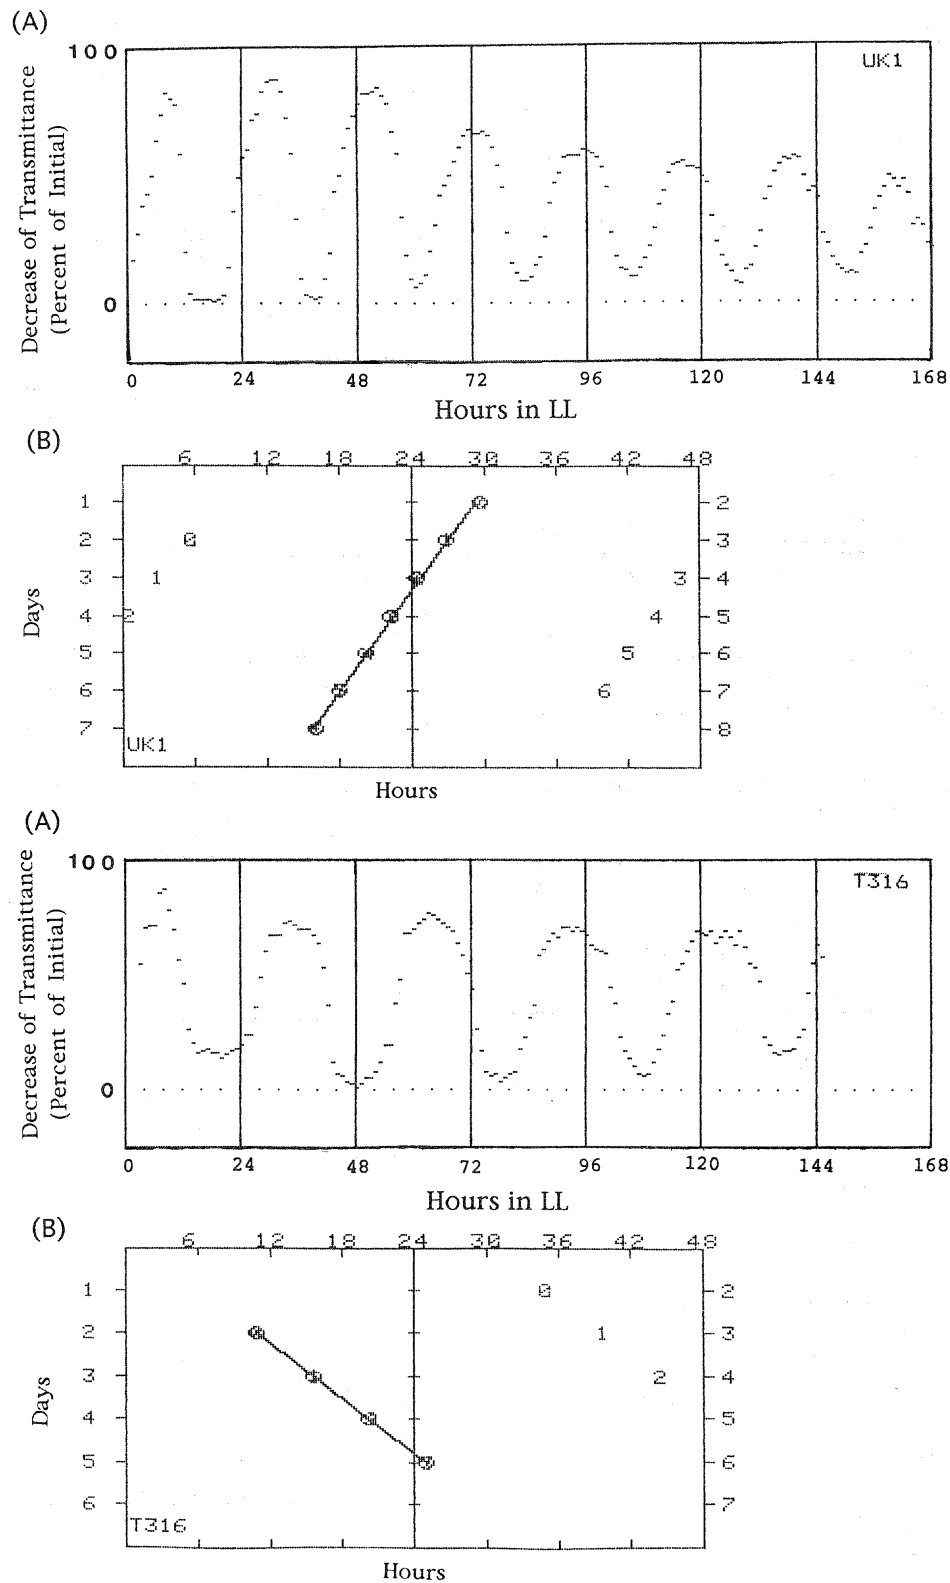 (A)
100
UK1
Decrease of Transmittance
(Percent of Initial)
0
0 24 48 72 96 120 144 168
Hours in LL
(B)
6 12 18 24 30 36 42 48
1 2
2 0 3
3 1 3 4
Days
4 2 4 5
5 5 6
6 6 7
7 8
UK1
Hours
(A)
100
T316
Decrease of Transmittance
(Percent of Initial)
0
0 24 48 72 96 120 144 168
Hours in LL
(B)
6 12 18 24 30 36 42 48
1 0 2
2 1 3
3 2 4
Days
4 5
5 6
6 7
T316
Hours